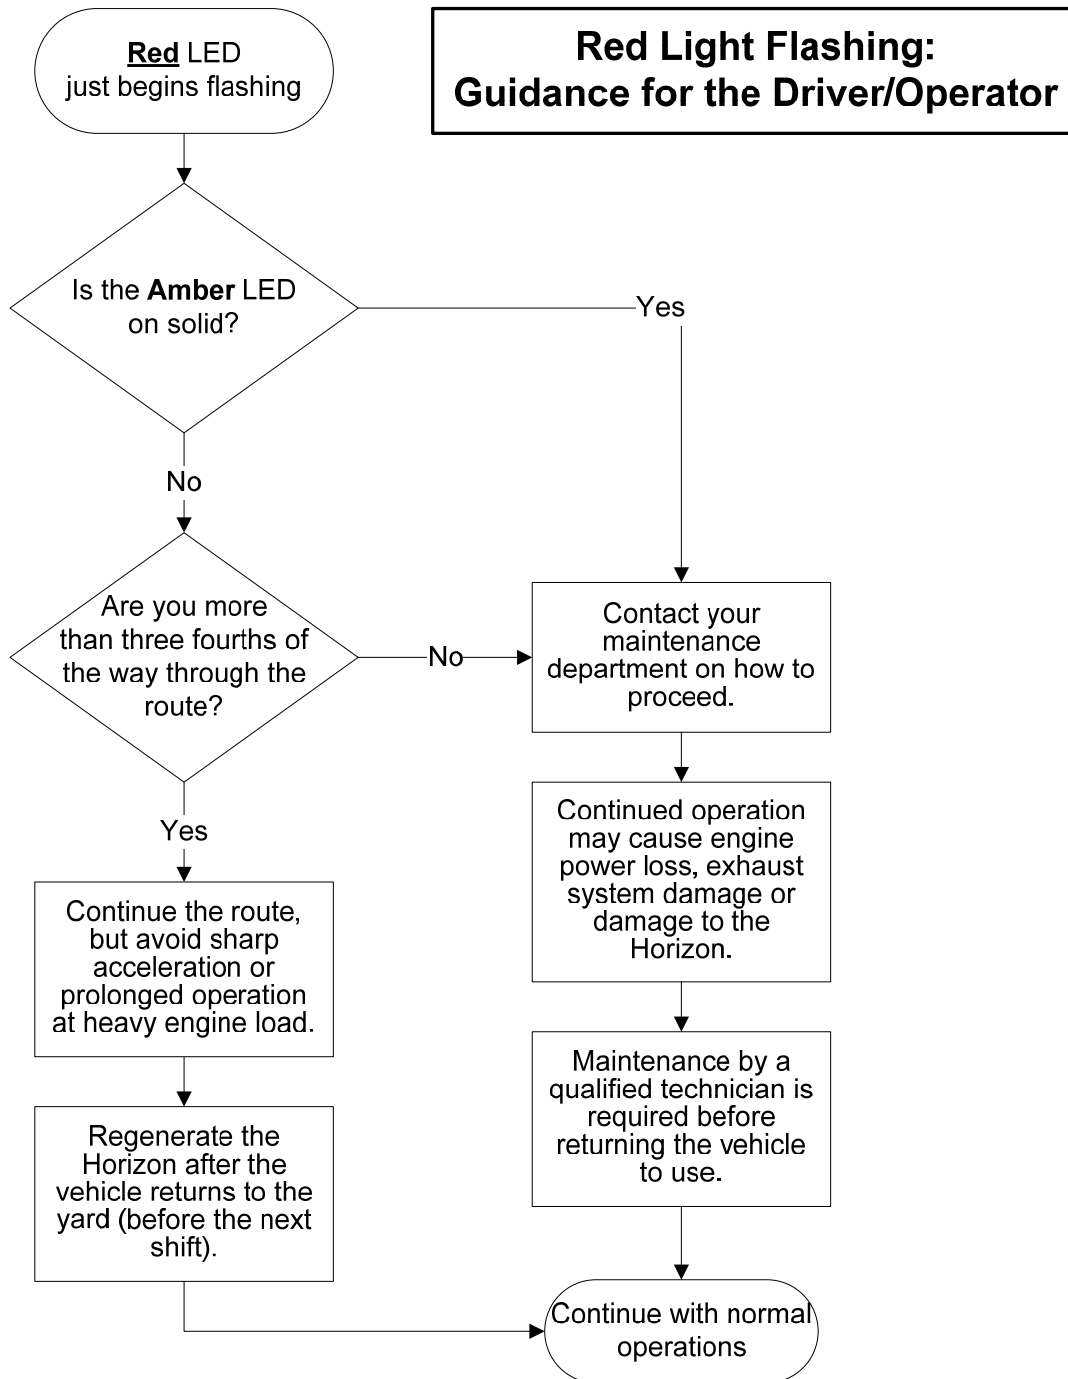 Red Light Flashing:
Guidance for the Driver/Operator
Red LED
just begins flashing
Is the Amber LED
on solid?
Yes
No
Are you more
than three fourths of
the way through the
route?
No
Yes
Contact your
maintenance
department on how to
proceed.
Continued operation
may cause engine
power loss, exhaust
system damage or
damage to the
Horizon.
Continue the route,
but avoid sharp
acceleration or
prolonged operation
at heavy engine load.
Maintenance by a
qualified technician is
required before
returning the vehicle
to use.
Regenerate the
Horizon after the
vehicle returns to the
yard (before the next
shift).
Continue with normal
operations